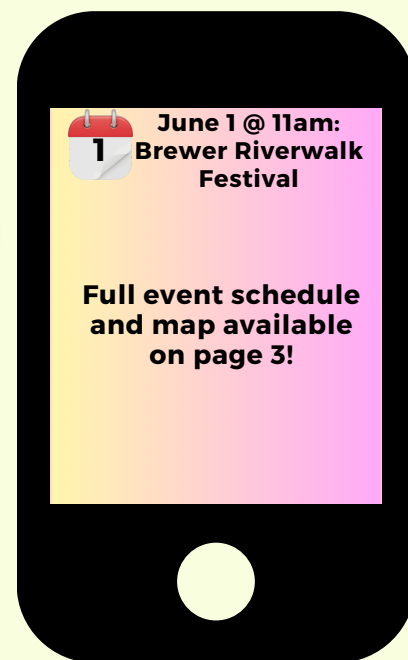 1
June 1 @ 11am:
Brewer Riverwalk
Festival
Full event schedule
and map available
on page 3!